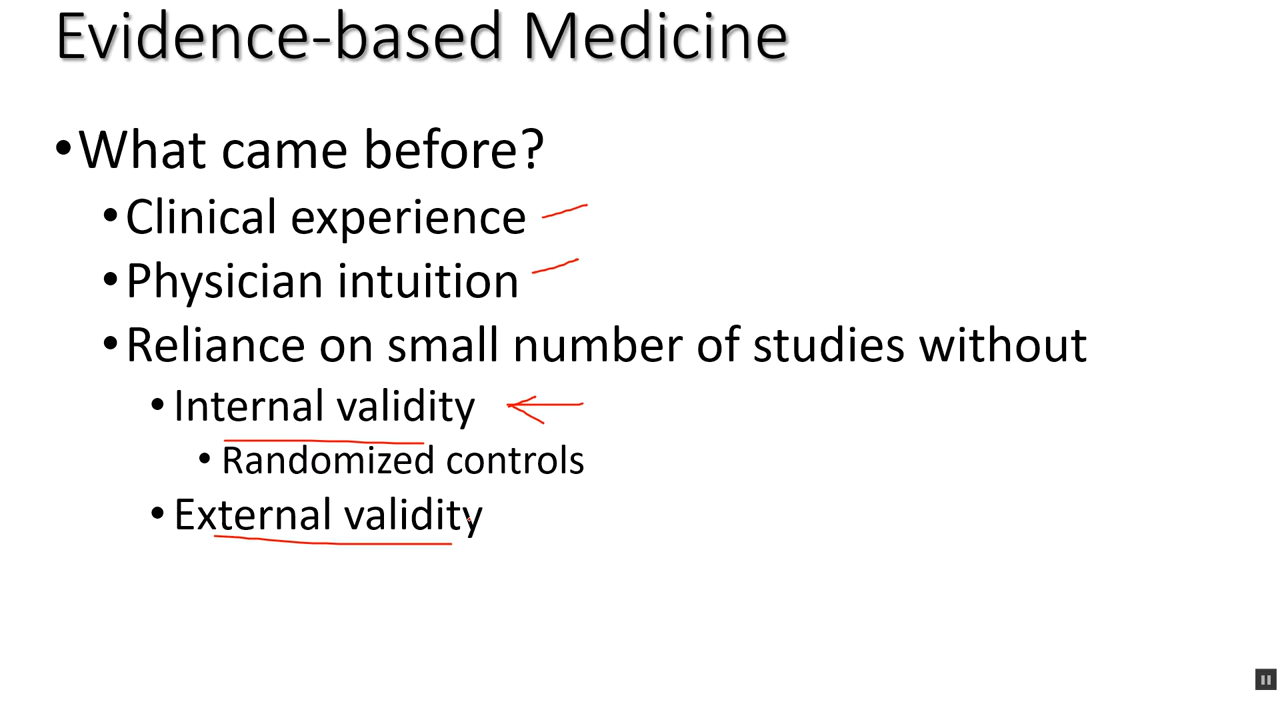 Evidence-based Medicine
•What came before?
•Clinical experience
•Physician intuition
•Reliance on small number of studies without
•Internal validity
•Randomized controls
•External validity